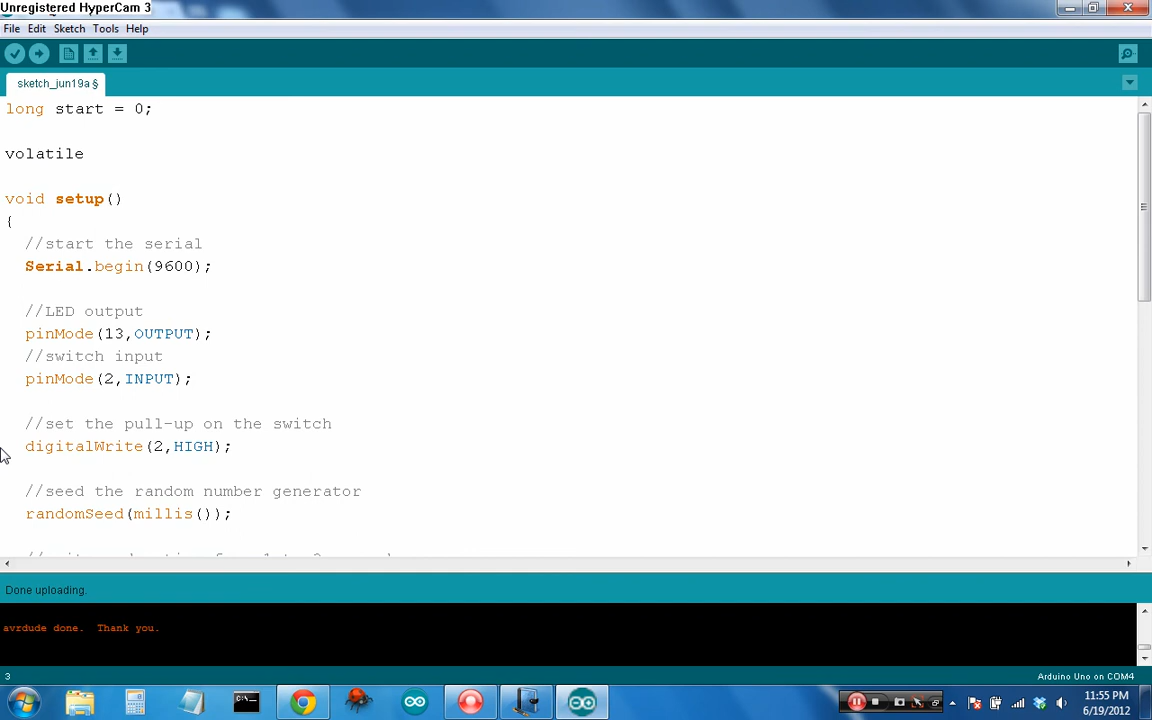 Unregistered HyperCam 3
File Edit Sketch Tools Help
sketch_jun19a §
long start = 0;
volatile
void setup()
{
//start the serial
Serial.begin(9600);
//LED output
pinMode(13,OUTPUT);
//switch input
pinMode(2,INPUT);
//set the pull-up on the switch
digitalWrite(2,HIGH);
//seed the random number generator
randomSeed(millis());
Done uploading.
avrdude done.  Thank you.
3
Arduino Uno on COM4
11:55 PM
6/19/2012